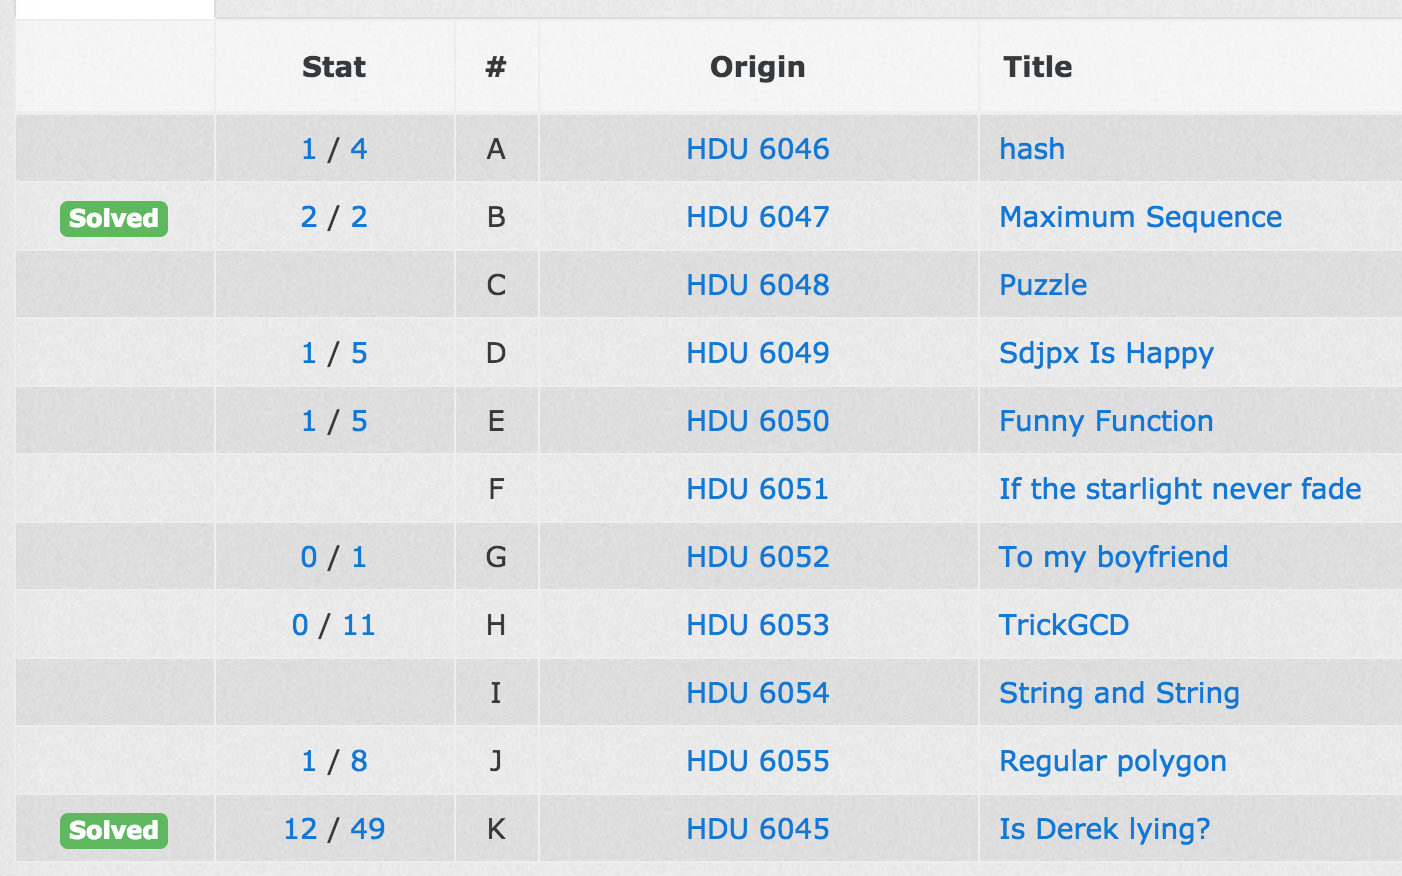 Stat # Origin Title
1 / 4 A HDU 6046 hash
Solved 2 / 2 B HDU 6047 Maximum Sequence
C HDU 6048 Puzzle
1 / 5 D HDU 6049 Sdjpx Is Happy
1 / 5 E HDU 6050 Funny Function
F HDU 6051 If the starlight never fade
0 / 1 G HDU 6052 To my boyfriend
0 / 11 H HDU 6053 TrickGCD
I HDU 6054 String and String
1 / 8 J HDU 6055 Regular polygon
Solved 12 / 49 K HDU 6045 Is Derek lying?